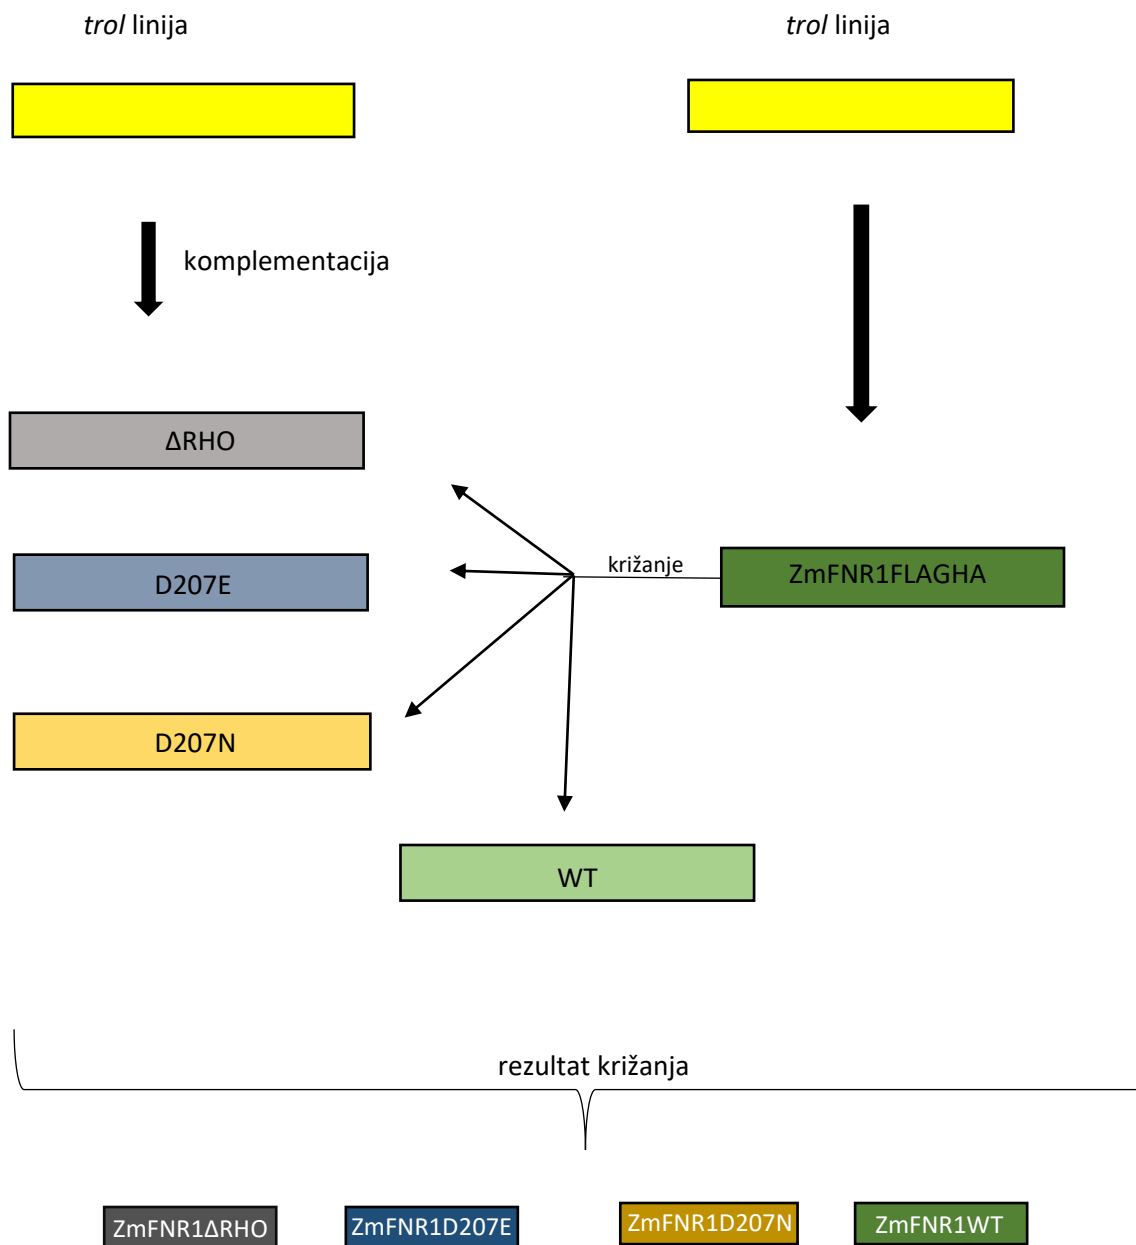 trol linija
trol linija
komplementacija
ΔRHO
D207E
križanje
ZmFNR1FLAGHA
D207N
WT
rezultat križanja
ZmFNR1ΔRHO
ZmFNR1D207E
ZmFNR1D207N
ZmFNR1WT